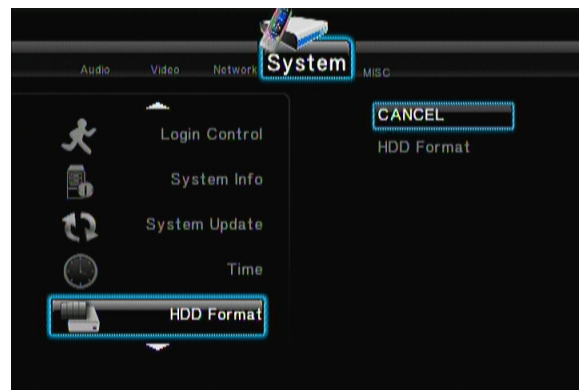 Audio
Video
Network
System
MISC
Login Control
System Info
System Update
Time
HDD Format
CANCEL
HDD Format